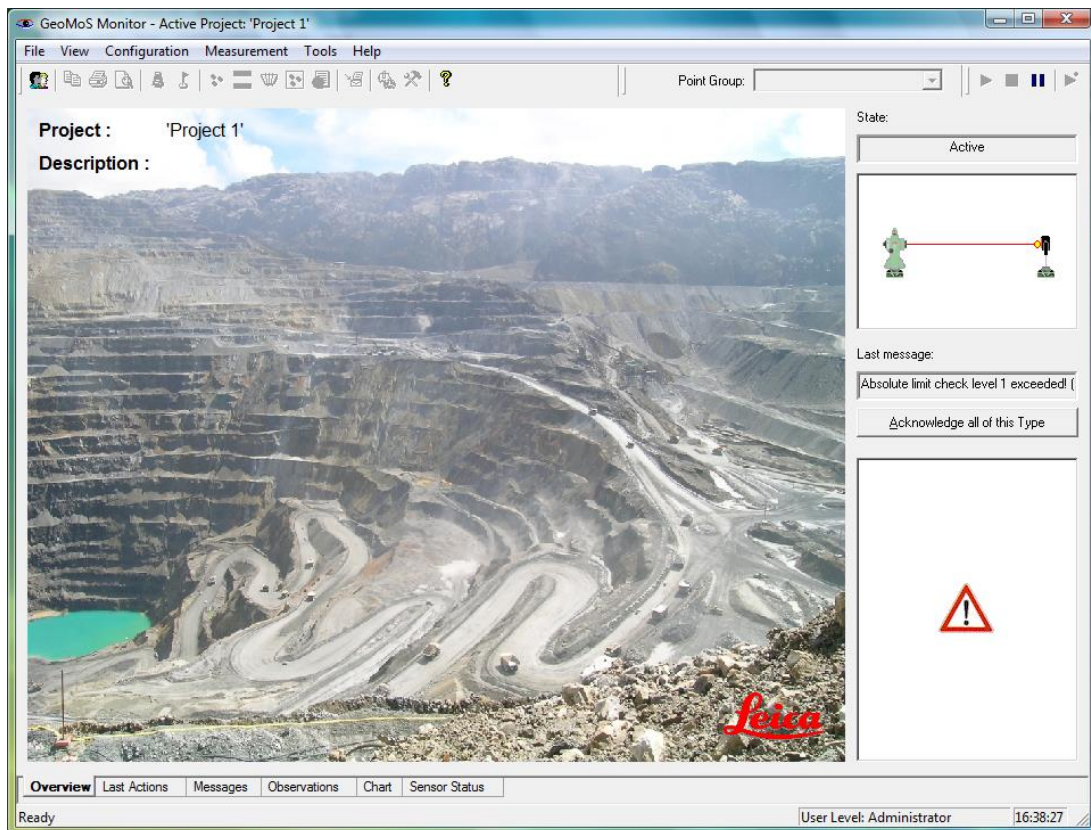 GeoMoS Monitor - Active Project: 'Project 1'
File View Configuration Measurement Tools Help
Point Group:
Project : 'Project 1'
Description :
State:
Active
Last message:
Absolute limit check level 1 exceeded! (
Acknowledge all of this Type
Leica
Overview Last Actions Messages Observations Chart Sensor Status
Ready User Level: Administrator 16:38:27